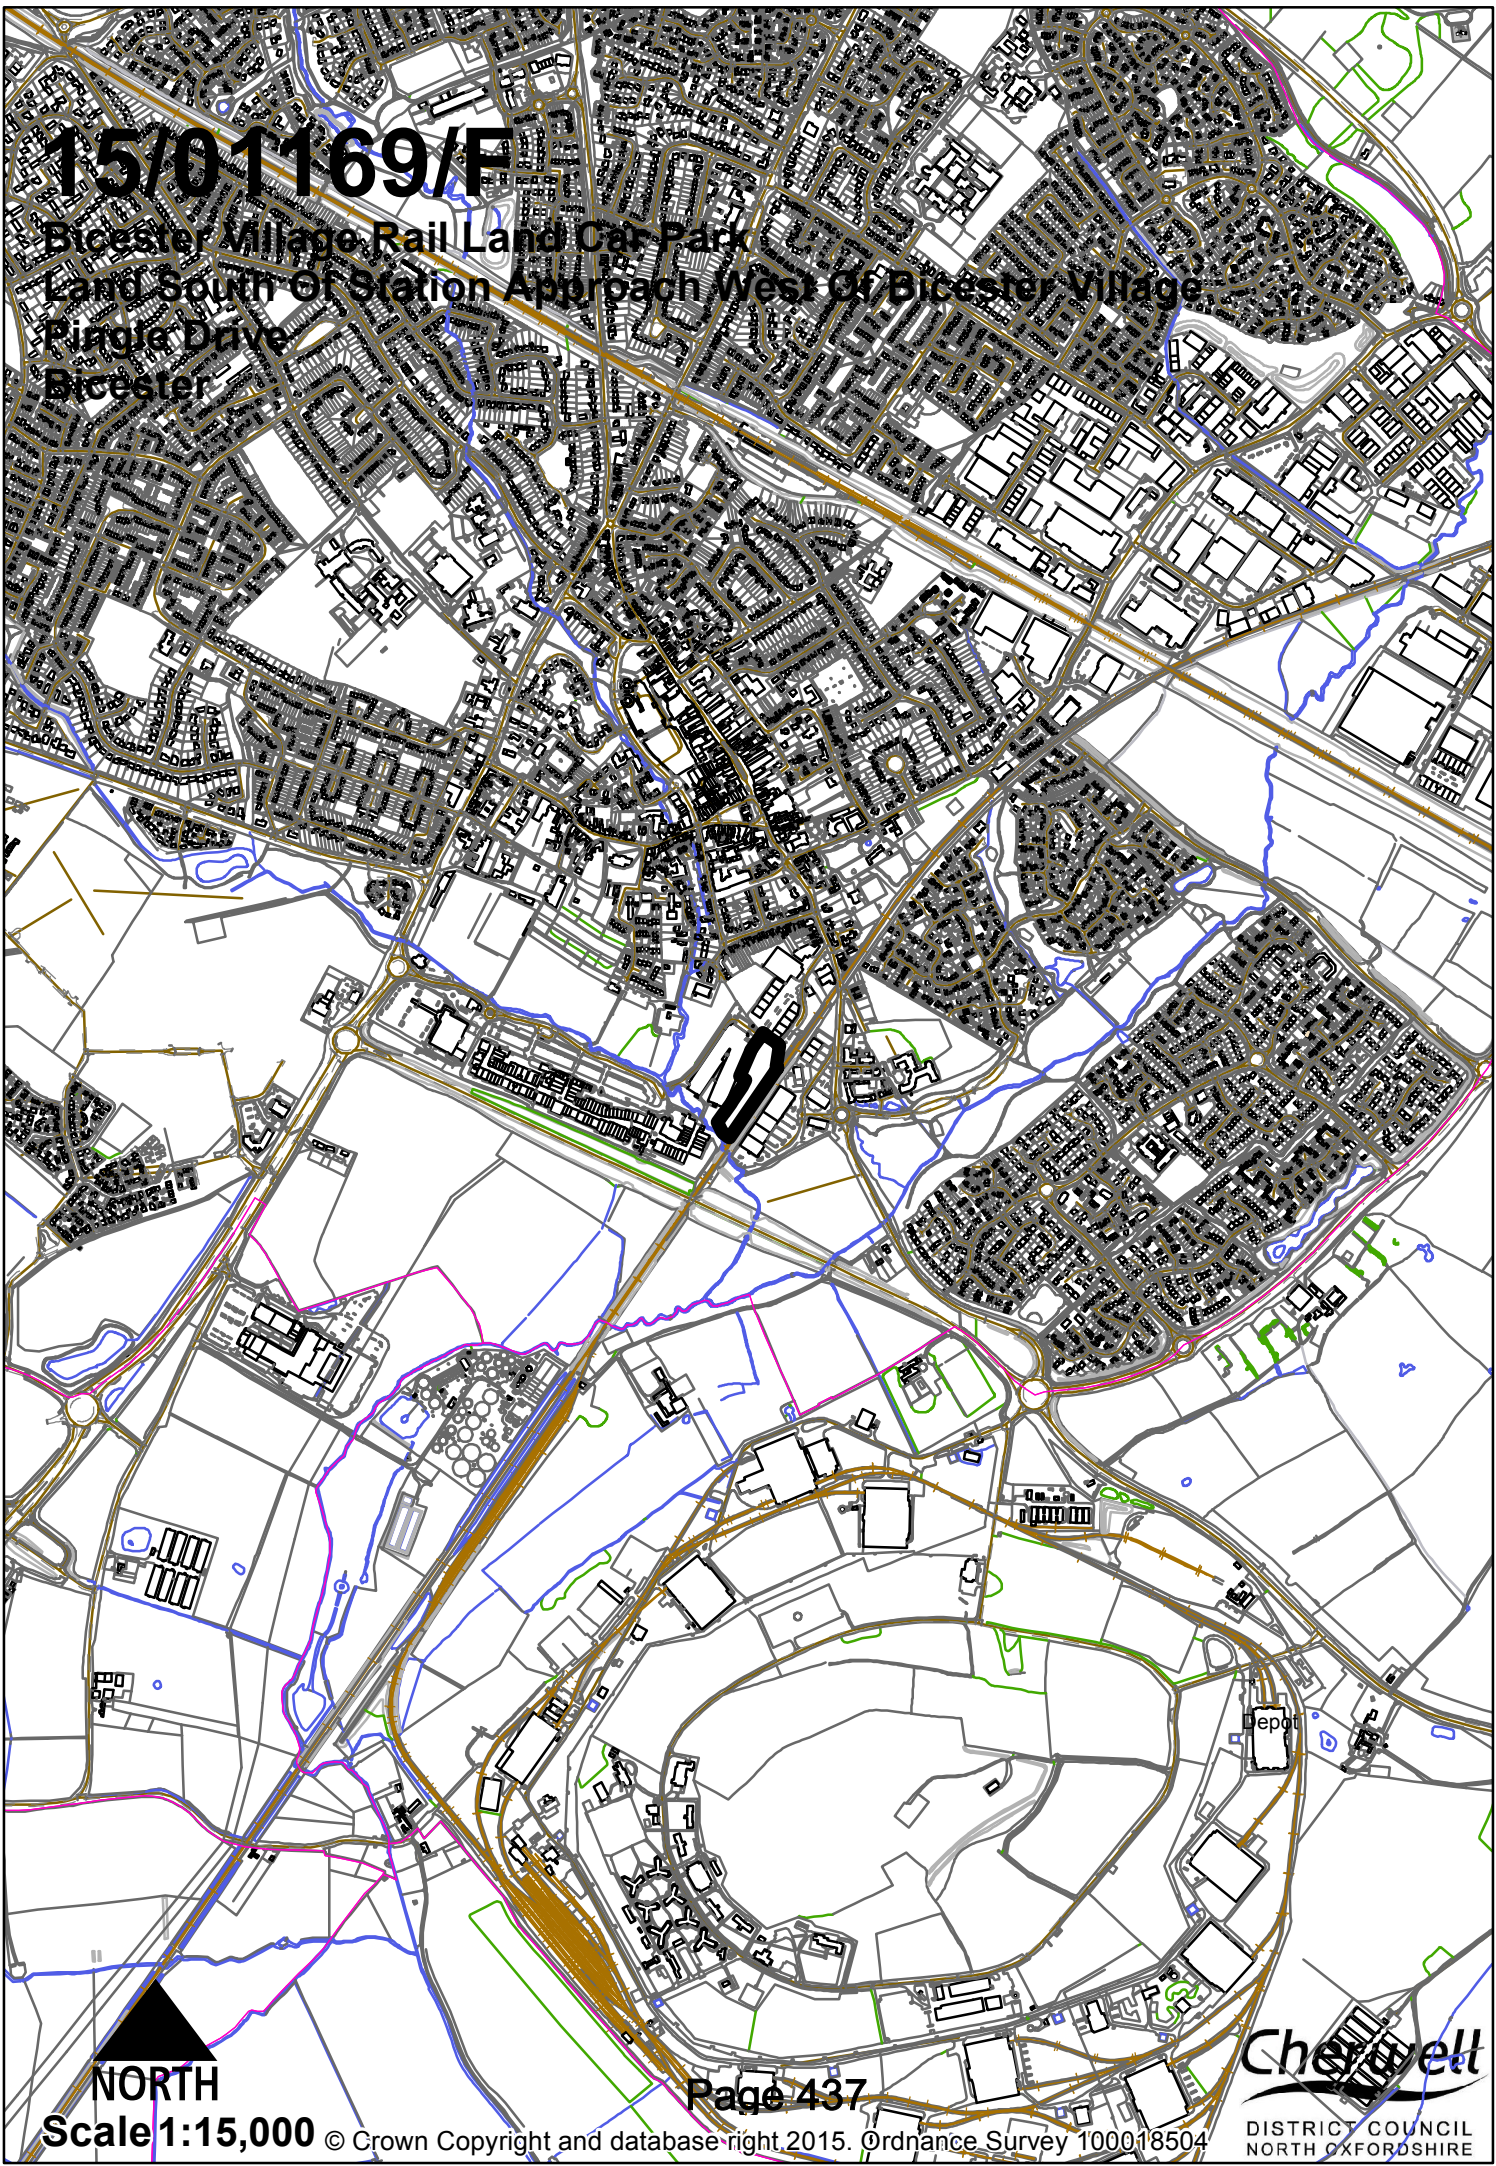 15/01169/F
Bicester Village Rail Land Car Park
Land South Of Station Approach West Of Bicester Village
Pingle Drive
Bicester
Depot
NORTH
Scale 1:15,000
© Crown Copyright and database right 2015. Ordnance Survey 100018504
Page 437
Cherwell
DISTRICT COUNCIL
NORTH OXFORDSHIRE